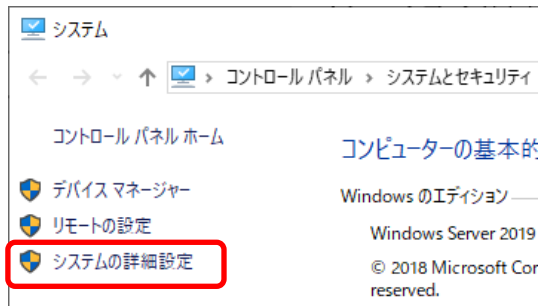 システム
コントロール パネル › システムとセキュリティ
コントロール パネル ホーム
コンピューターの基本的
デバイス マネージャー
Windows のエディション
リモートの設定
Windows Server 2019
システムの詳細設定
© 2018 Microsoft Cor
reserved.